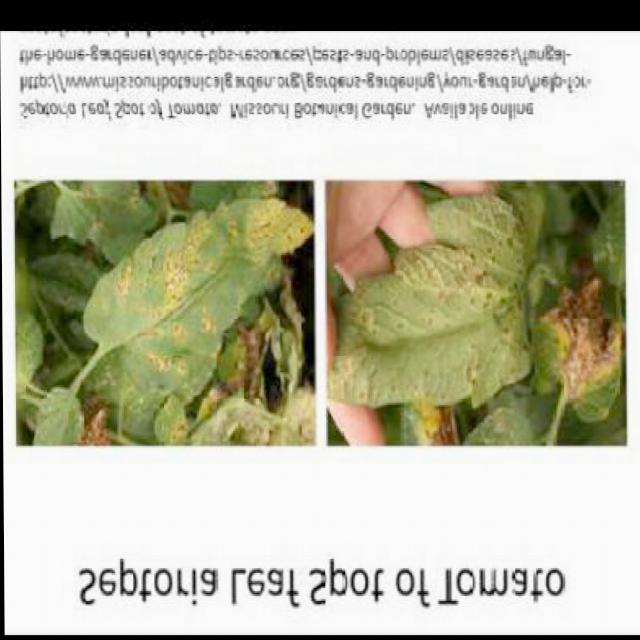 Septoria Leaf Spot of Tomato
Septoria Leaf Spot of Tomato. Missouri Botanical Garden. Available online
http://www.missouribotanicalgarden.org/gardens-gardening/your-garden/help-for-
the-home-gardener/advice-tips-resources/pests-and-problems/diseases/fungal-